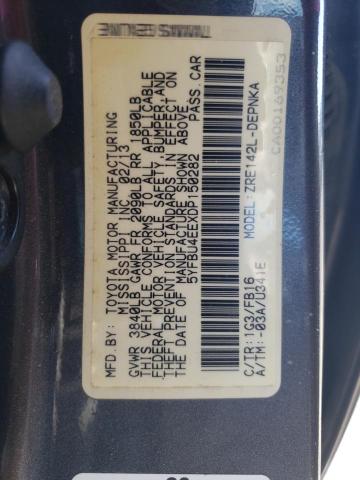 MFD. BY: TOYOTA MOTOR MANUFACTURING
MISSISSIPPI INC. 02/13
GVWR 3840LB GAWR FR 2090LB RR 1850LB
THIS VEHICLE CONFORMS TO ALL APPLICABLE
FEDERAL MOTOR VEHICLE SAFETY, BUMPER, AND
THEFT PREVENTION STANDARDS IN EFFECT ON
THE DATE OF MANUFACTURE SHOWN ABOVE.
5YFBU4EEXDP150282 PASS. CAR
C/TR: 1G3/FB16 MODEL: ZRE142L-DEPNKA
A/TM: -03A/U341E
CA00169353